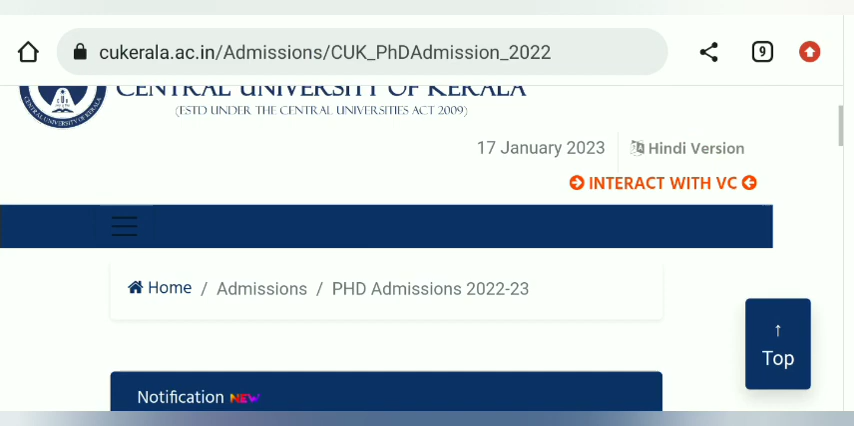 cukerala.ac.in/Admissions/CUK_PhDAdmission_2022
9
CENTRAL UNIVERSITY OF KERALA
(ESTD UNDER THE CENTRAL UNIVERSITIES ACT 2009)
17 January 2023
Hindi Version
INTERACT WITH VC
Home / Admissions / PHD Admissions 2022-23
↑
Top
Notification NEW